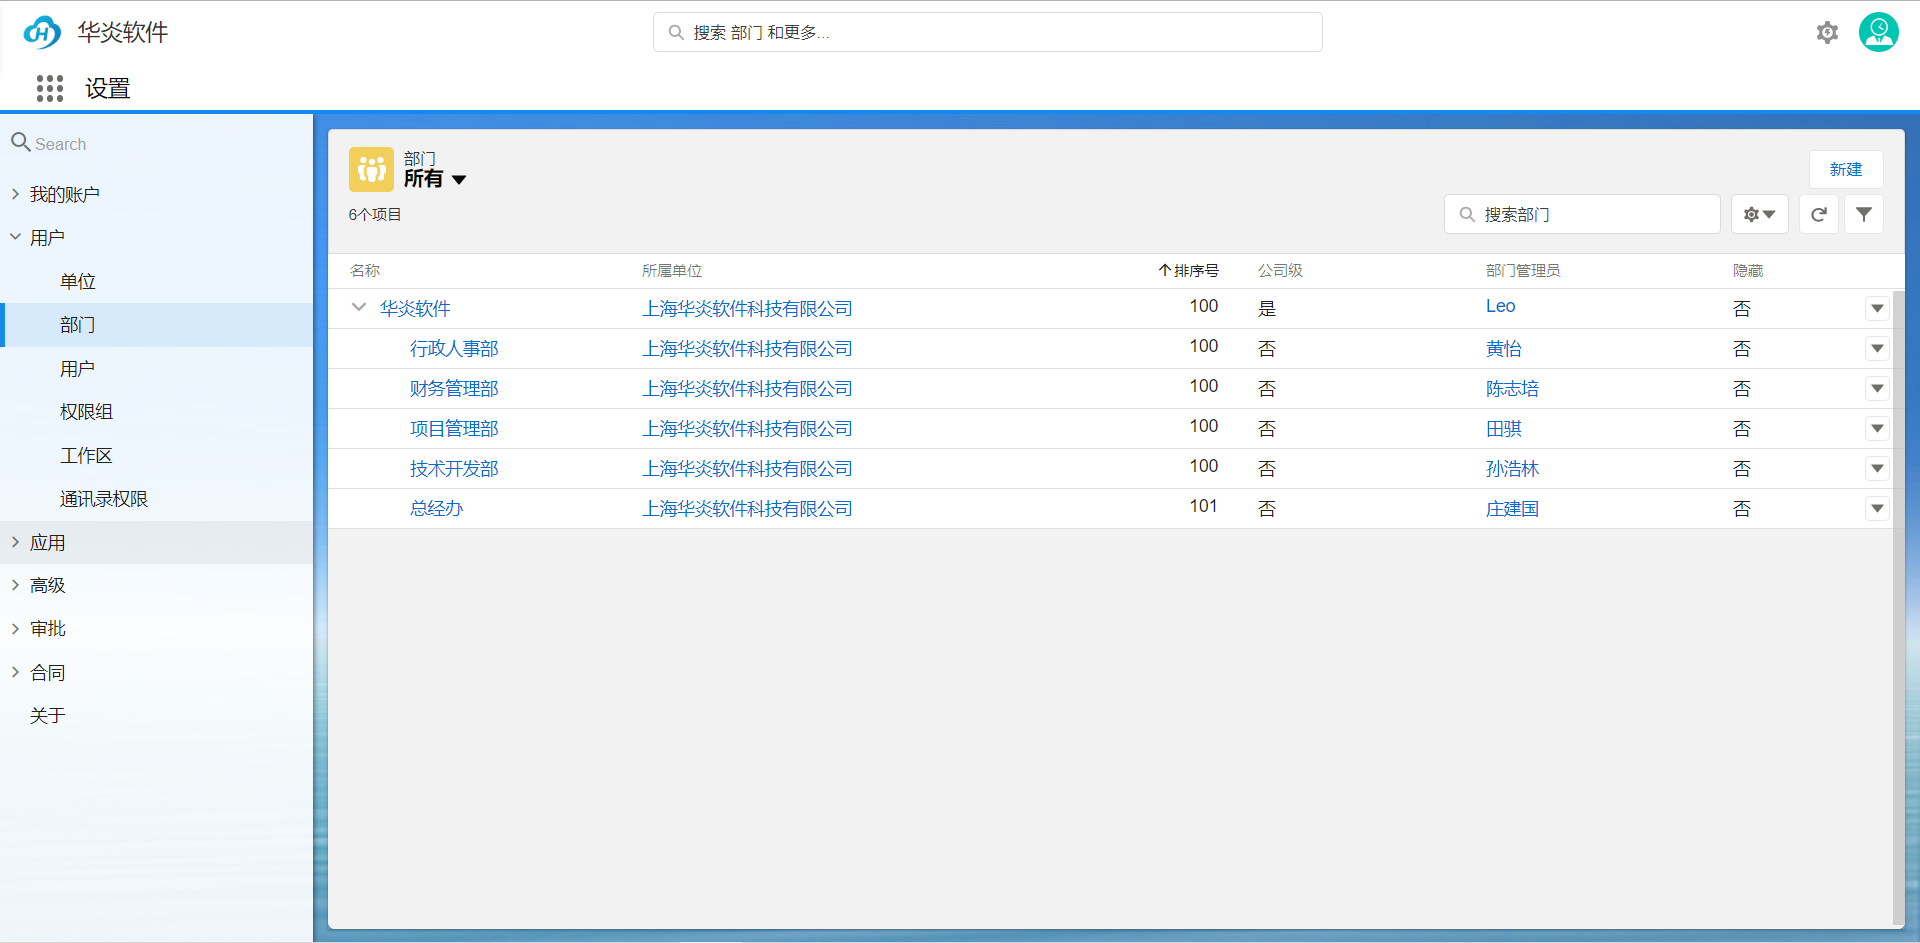 华炎软件
搜索 部门 和更多...
设置
Search
我的账户
用户
单位
部门
用户
权限组
工作区
通讯录权限
应用
高级
审批
合同
关于
部门
所有
新建
6个项目
搜索部门
名称 所属单位 排序号 公司级 部门管理员 隐藏
华炎软件 上海华炎软件科技有限公司 100 是 Leo 否
行政人事部 上海华炎软件科技有限公司 100 否 黄怡 否
财务管理部 上海华炎软件科技有限公司 100 否 陈志培 否
项目管理部 上海华炎软件科技有限公司 100 否 田骐 否
技术开发部 上海华炎软件科技有限公司 100 否 孙浩林 否
总经办 上海华炎软件科技有限公司 101 否 庄建国 否